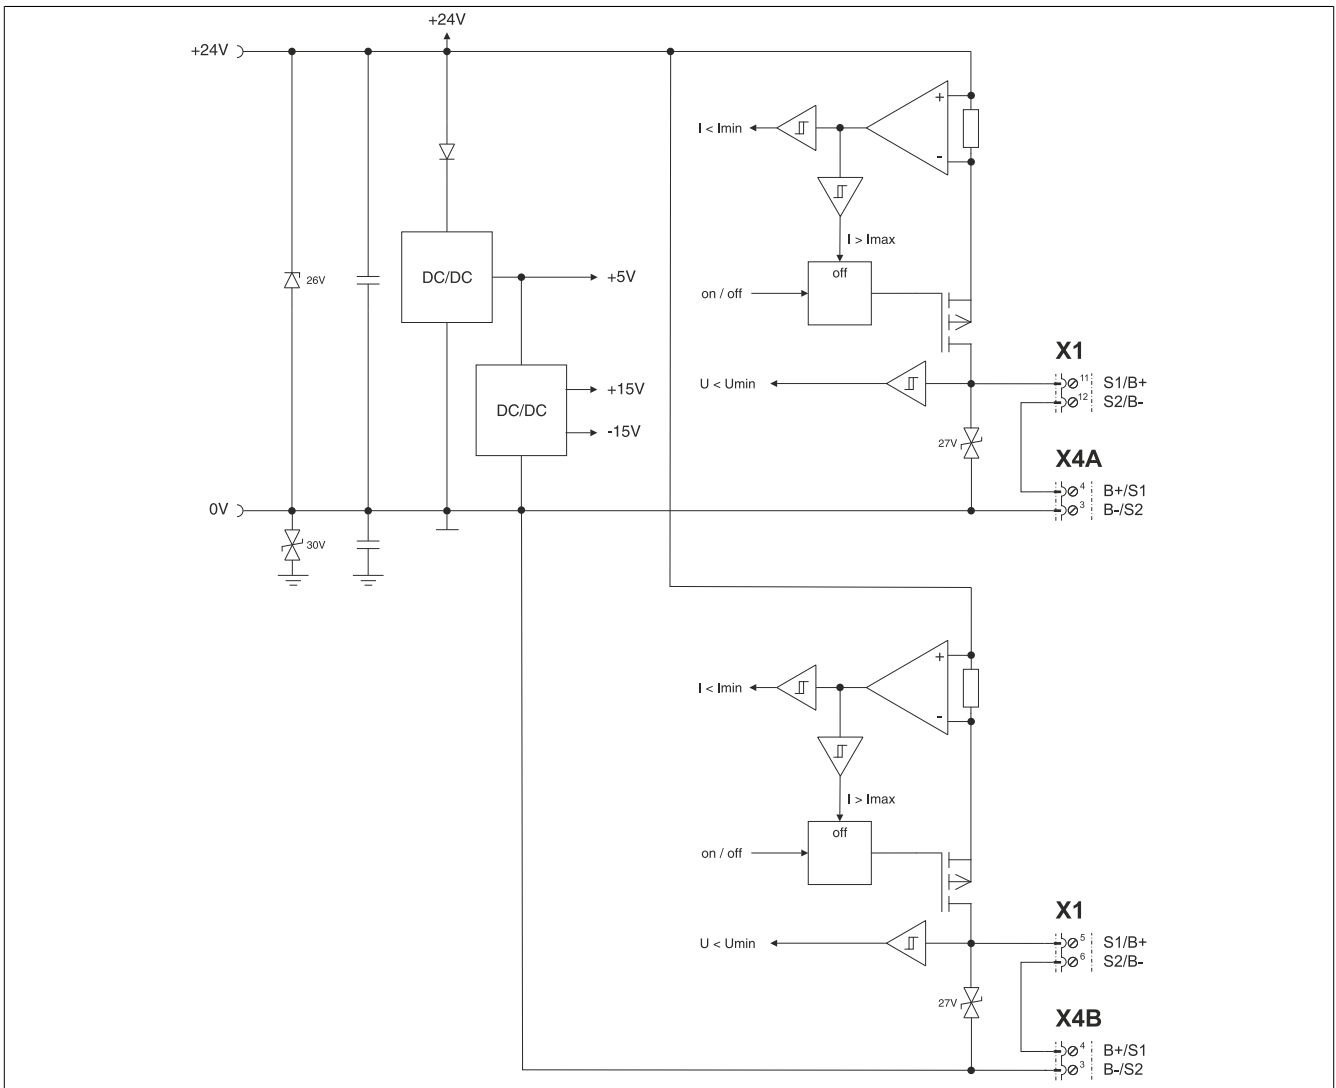 +24V
+24V
+
I < Imin
-
I > Imax
off
DC/DC
+5V
26V
on / off
X1
11
S1/B+
U < Umin
+15V
12
S2/B-
DC/DC
-15V
27V
X4A
4
B+/S1
0V
3
B-/S2
30V
+
I < Imin
-
I > Imax
off
on / off
X1
5
S1/B+
U < Umin
6
S2/B-
27V
X4B
4
B+/S1
3
B-/S2